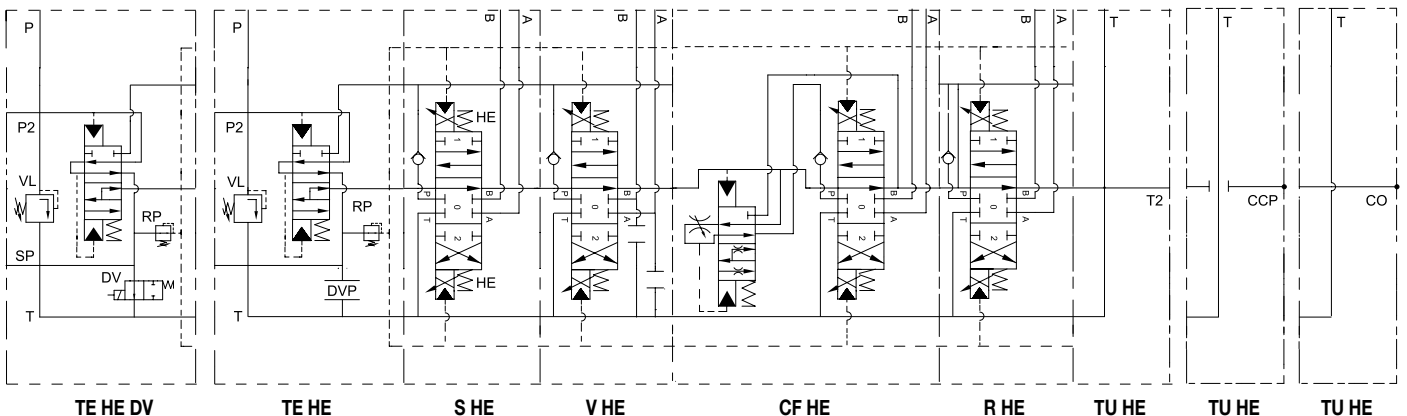 P
P2
VL
RP
SP
DV
T
TE HE DV
P
P2
VL
RP
DVP
T
TE HE
B
A
HE
1
P
B
0
T
A
2
HE
S HE
B
A
1
P
B
0
T
A
2
V HE
B
A
1
P
B
0
T
A
2
CF HE
B
A
1
P
B
0
T
A
2
R HE
T
T2
TU HE
T
CCP
TU HE
T
CO
TU HE